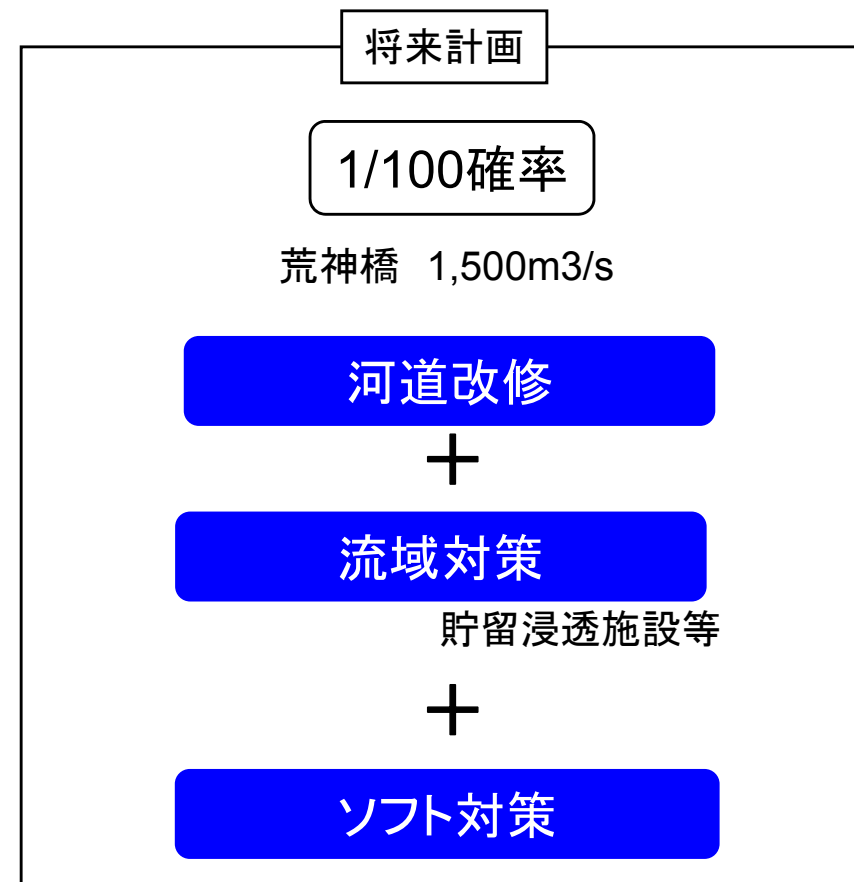 将来計画
1/100確率
荒神橋　1,500m3/s
河道改修
＋
流域対策
貯留浸透施設等
＋
ソフト対策